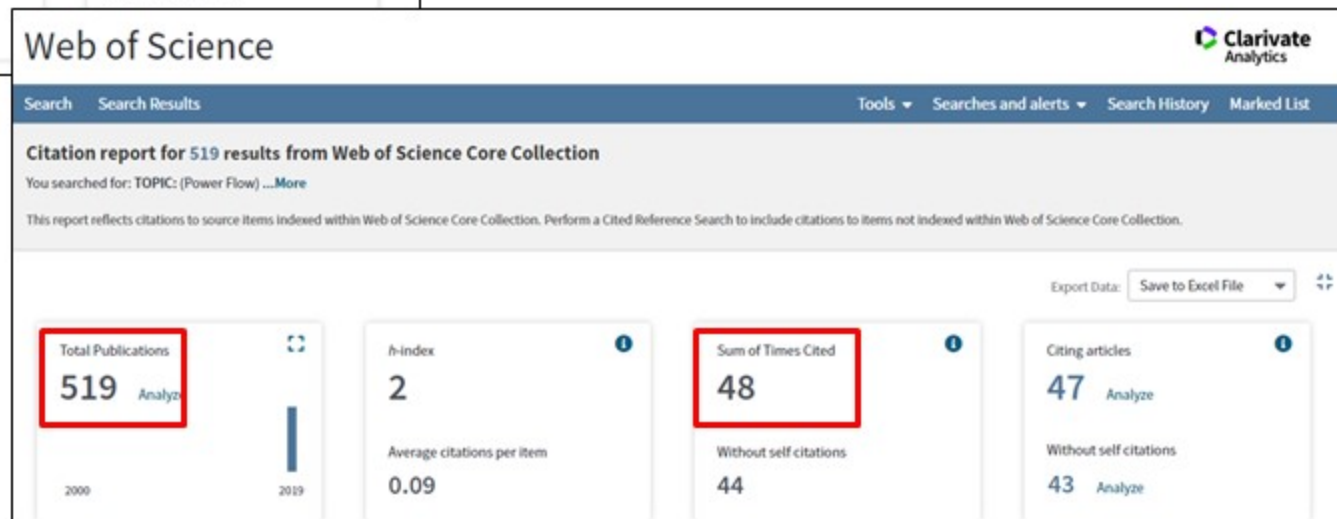 Web of Science
Clarivate
Analytics
Search Search Results Tools Searches and alerts Search History Marked List
Citation report for 519 results from Web of Science Core Collection
You searched for: TOPIC: (Power Flow) ...More
This report reflects citations to source items indexed within Web of Science Core Collection. Perform a Cited Reference Search to include citations to items not indexed within Web of Science Core Collection.
Export Data: Save to Excel File
Total Publications
519 Analyze
2000 2019
h-index
2
Average citations per item
0.09
Sum of Times Cited
48
Without self citations
44
Citing articles
47 Analyze
Without self citations
43 Analyze